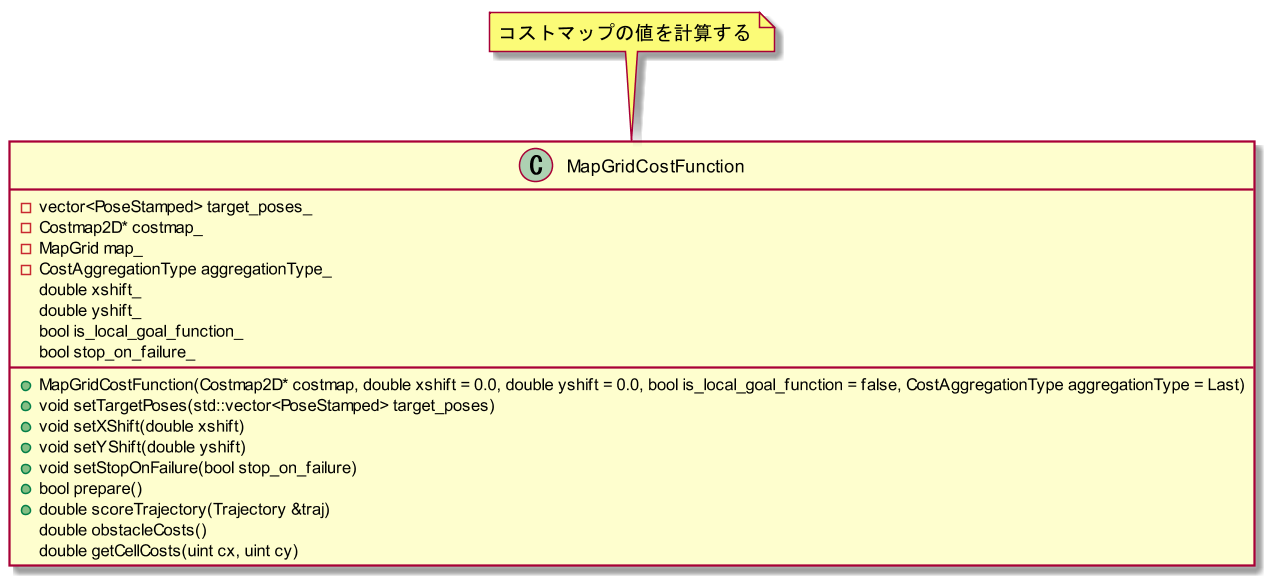 コストマップの値を計算する
C MapGridCostFunction
vector<PoseStamped> target_poses_
Costmap2D* costmap_
MapGrid map_
CostAggregationType aggregationType_
double xshift_
double yshift_
bool is_local_goal_function_
bool stop_on_failure_
MapGridCostFunction(Costmap2D* costmap, double xshift = 0.0, double yshift = 0.0, bool is_local_goal_function = false, CostAggregationType aggregationType = Last)
void setTargetPoses(std::vector<PoseStamped> target_poses)
void setXShift(double xshift)
void setYShift(double yshift)
void setStopOnFailure(bool stop_on_failure)
bool prepare()
double scoreTrajectory(Trajectory &traj)
double obstacleCosts()
double getCellCosts(uint cx, uint cy)